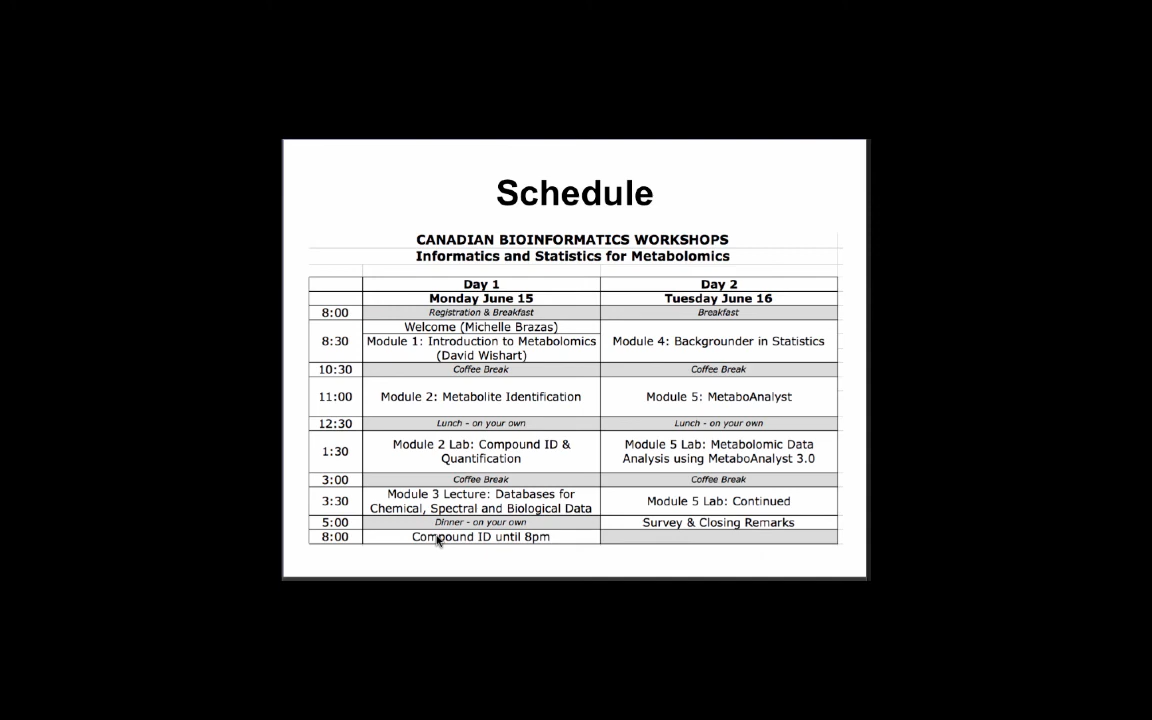 Schedule
CANADIAN BIOINFORMATICS WORKSHOPS
Informatics and Statistics for Metabolomics
Day 1 Day 2
Monday June 15 Tuesday June 16
8:00 Registration & Breakfast Breakfast
Welcome (Michelle Brazas)
8:30 Module 1: Introduction to Metabolomics Module 4: Backgrounder in Statistics
(David Wishart)
10:30 Coffee Break Coffee Break
11:00 Module 2: Metabolite Identification Module 5: MetaboAnalyst
12:30 Lunch - on your own Lunch - on your own
1:30 Module 2 Lab: Compound ID & Module 5 Lab: Metabolomic Data
Quantification Analysis using MetaboAnalyst 3.0
3:00 Coffee Break Coffee Break
3:30 Module 3 Lecture: Databases for Module 5 Lab: Continued
Chemical, Spectral and Biological Data
5:00 Dinner - on your own Survey & Closing Remarks
8:00 Compound ID until 8pm